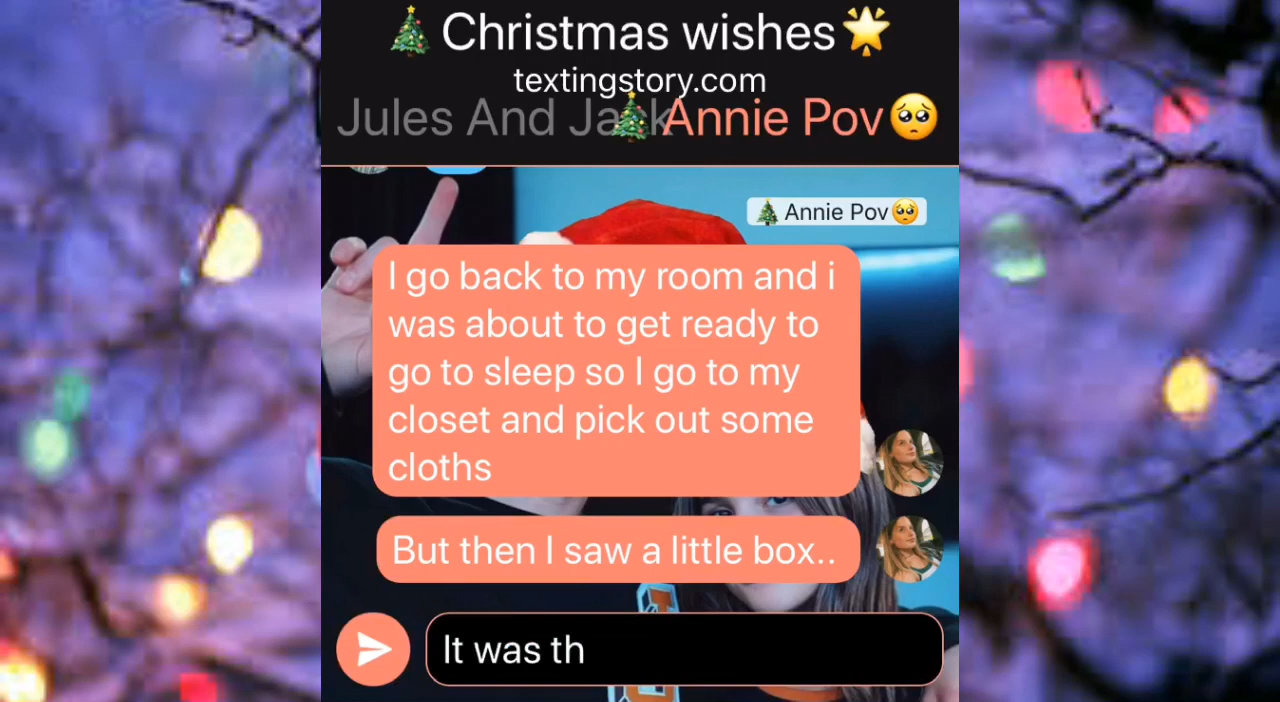 🎄Christmas wishes🌟
textingstory.com
Jules And Jack 🎄Annie Pov🥺
🎄Annie Pov🥺
I go back to my room and i
was about to get ready to
go to sleep so I go to my
closet and pick out some
cloths
But then I saw a little box..
It was th